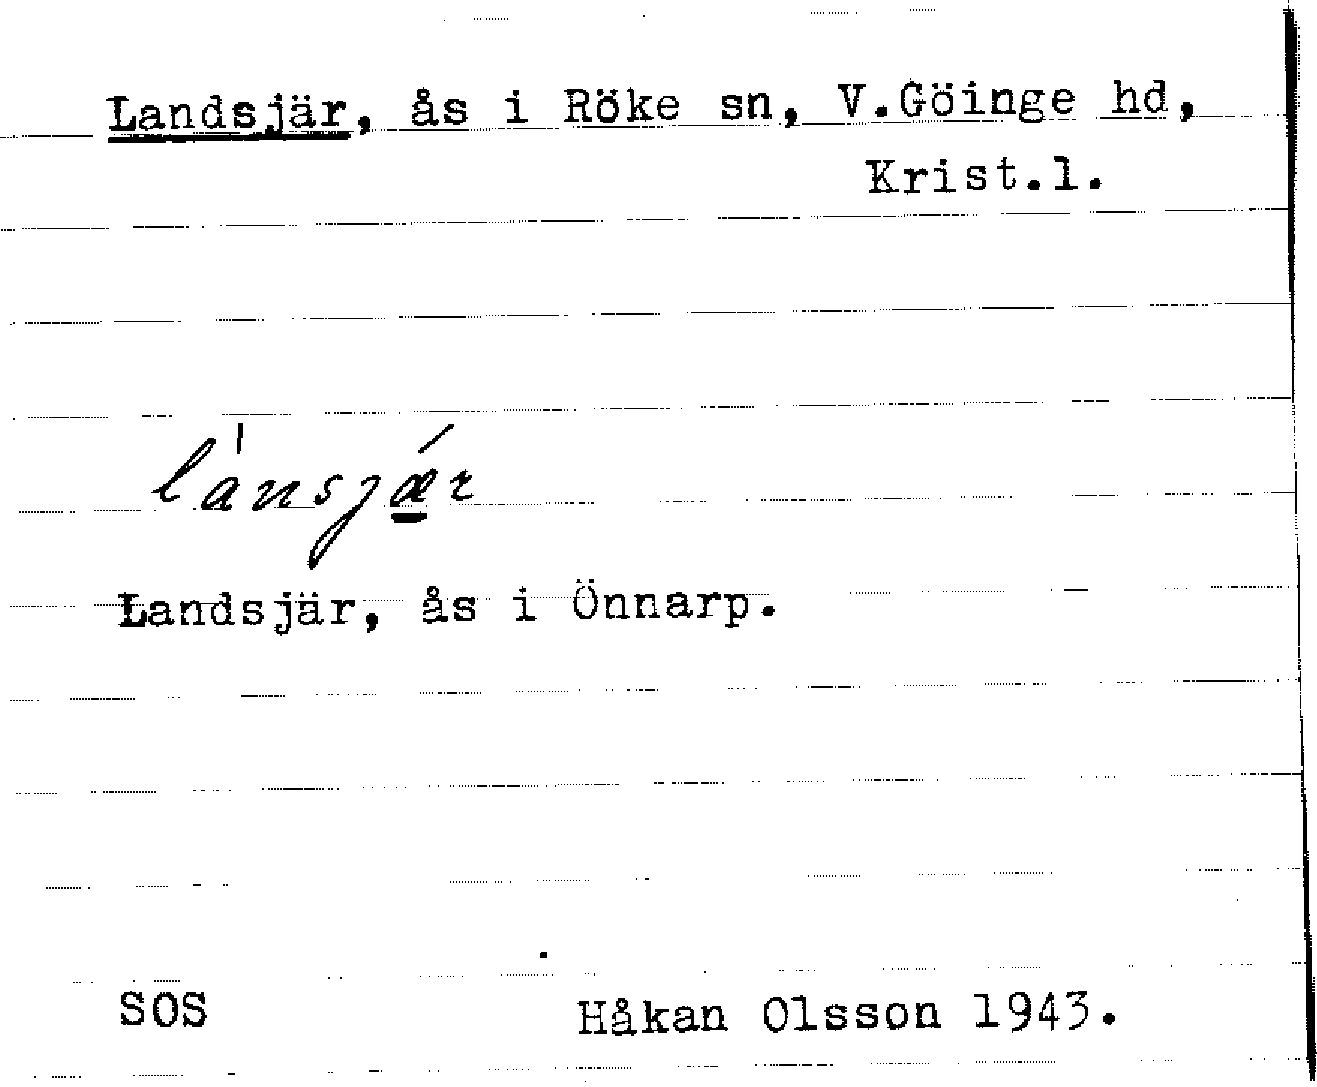 Landsjär, ås i Röke sn, V.Göinge hd,
Krist.l.
lánsjǽr
Landsjär, ås i Önnarp.
SOS Håkan Olsson 1943.